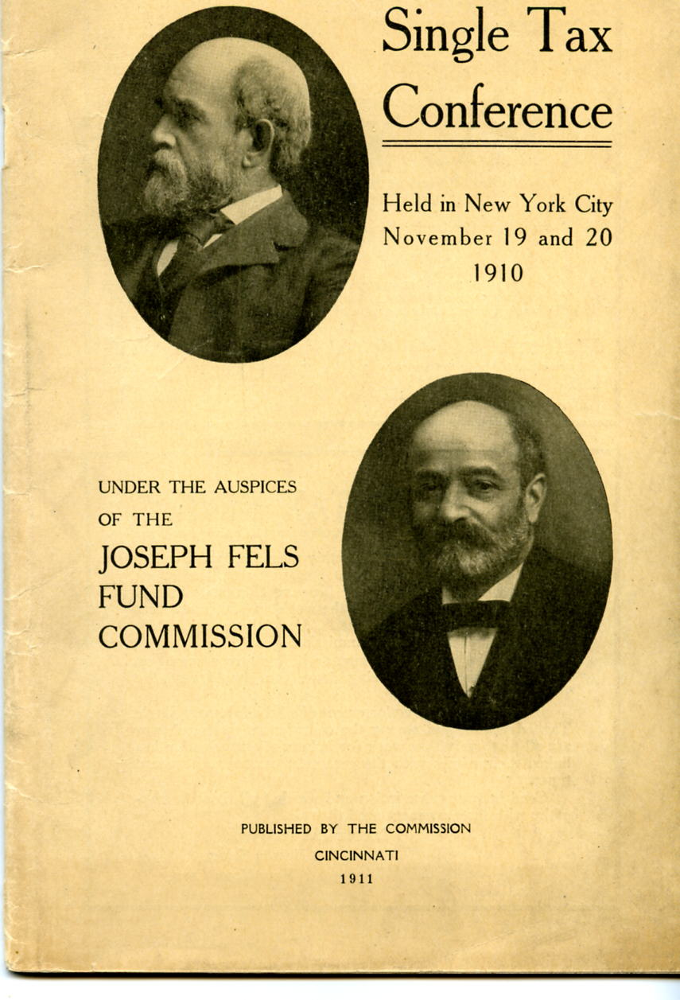 Single Tax
Conference
Held in New York City
November 19 and 20
1910
UNDER THE AUSPICES
OF THE
JOSEPH FELS
FUND
COMMISSION
PUBLISHED BY THE COMMISSION
CINCINNATI
1911